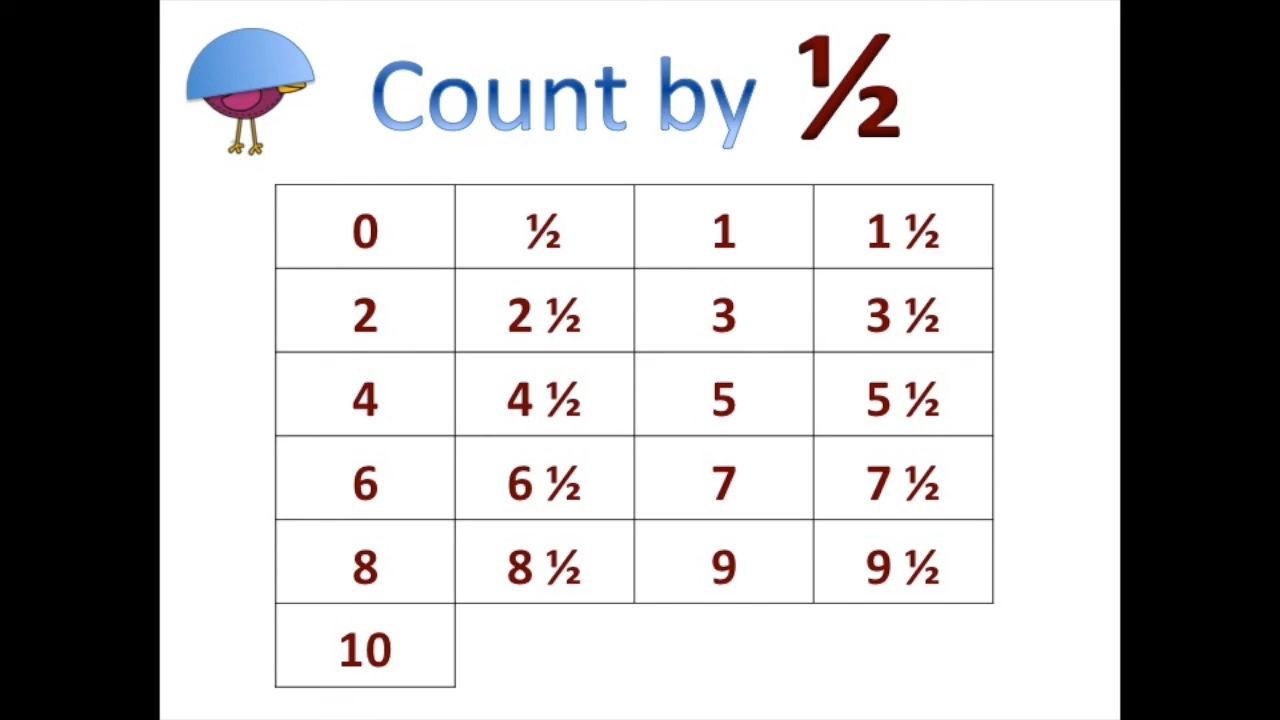 Count by ½
0 ½ 1 1 ½
2 2 ½ 3 3 ½
4 4 ½ 5 5 ½
6 6 ½ 7 7 ½
8 8 ½ 9 9 ½
10